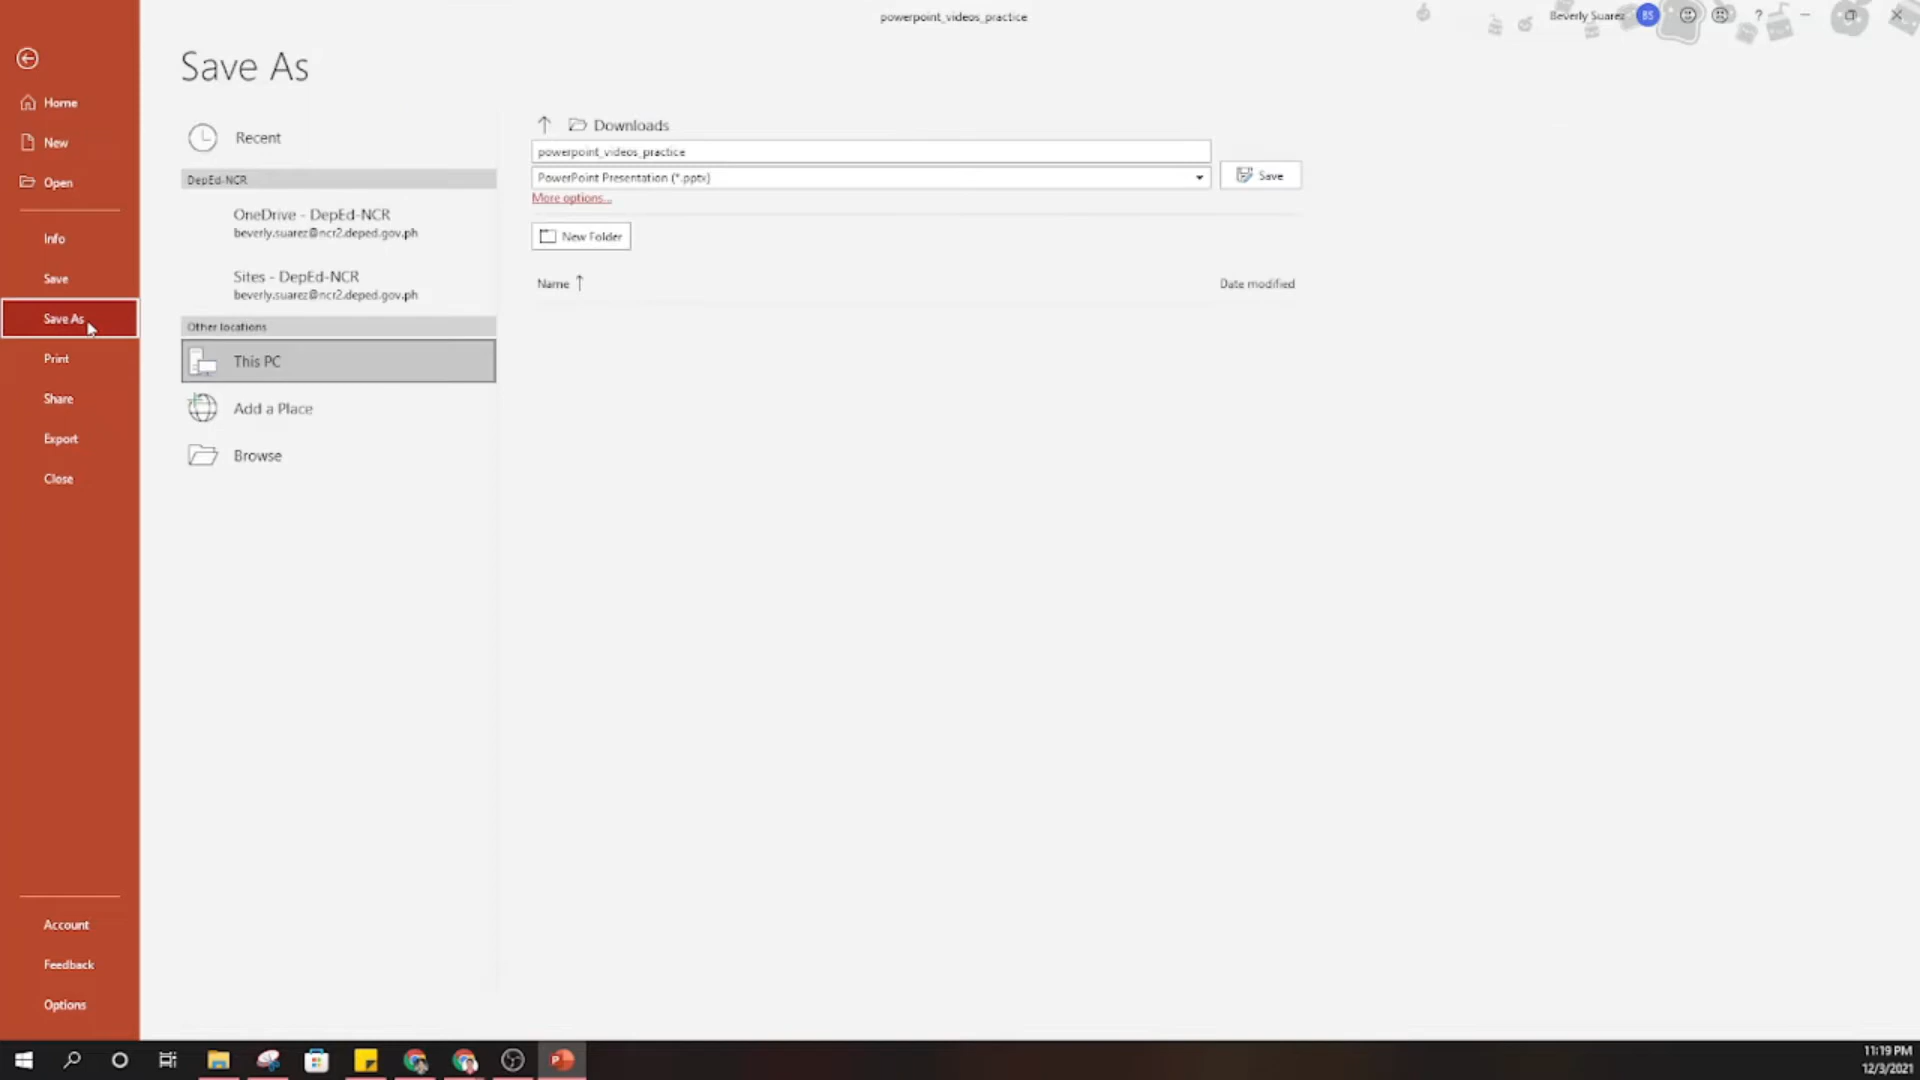 powerpoint_videos_practice
Beverly Suarez
BS
?
Save As
Home
New
Open
Info
Save
Save As
Print
Share
Export
Close
Account
Feedback
Options
Recent
DepEd-NCR
OneDrive - DepEd-NCR
beverly.suarez@ncr2.deped.gov.ph
Sites - DepEd-NCR
beverly.suarez@ncr2.deped.gov.ph
Other locations
This PC
Add a Place
Browse
Downloads
powerpoint_videos_practice
PowerPoint Presentation (*.pptx)
Save
More options...
New Folder
Name
Date modified
11:19 PM
12/3/2021